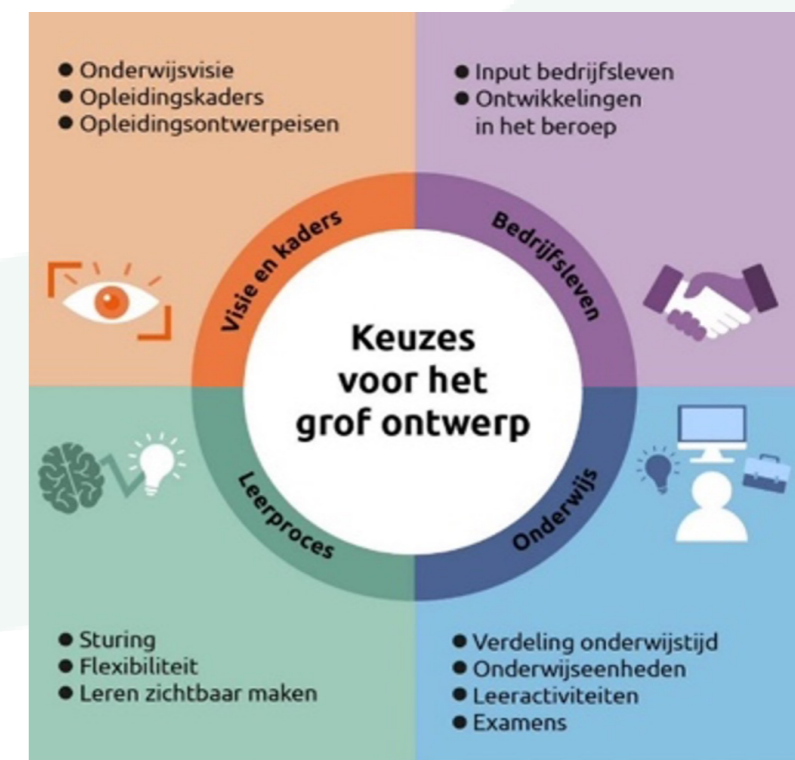 ● Onderwijsvisie
● Opleidingskaders
● Opleidingsontwerpeisen
● Input bedrijfsleven
● Ontwikkelingen
in het beroep
Visie en kaders
Bedrijfsleven
Keuzes
voor het
grof ontwerp
Leerproces
Onderwijs
● Sturing
● Flexibiliteit
● Leren zichtbaar maken
● Verdeling onderwijstijd
● Onderwijseenheden
● Leeractiviteiten
● Examens